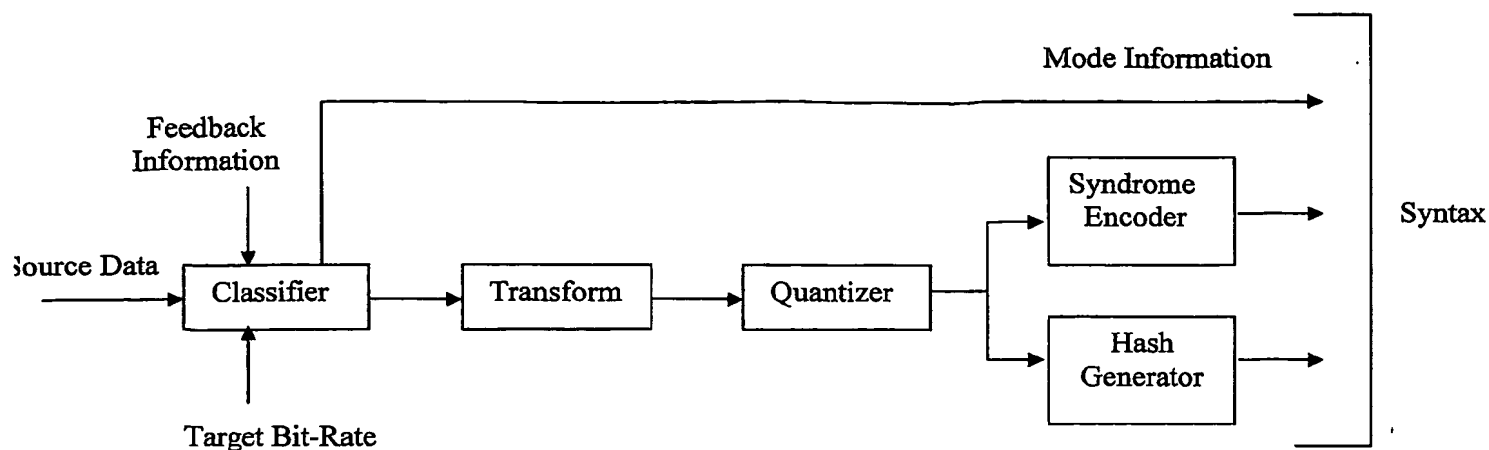 Mode Information
Feedback
Information
Syndrome
Encoder
Syntax
Source Data
Classifier
Transform
Quantizer
Hash
Generator
Target Bit-Rate